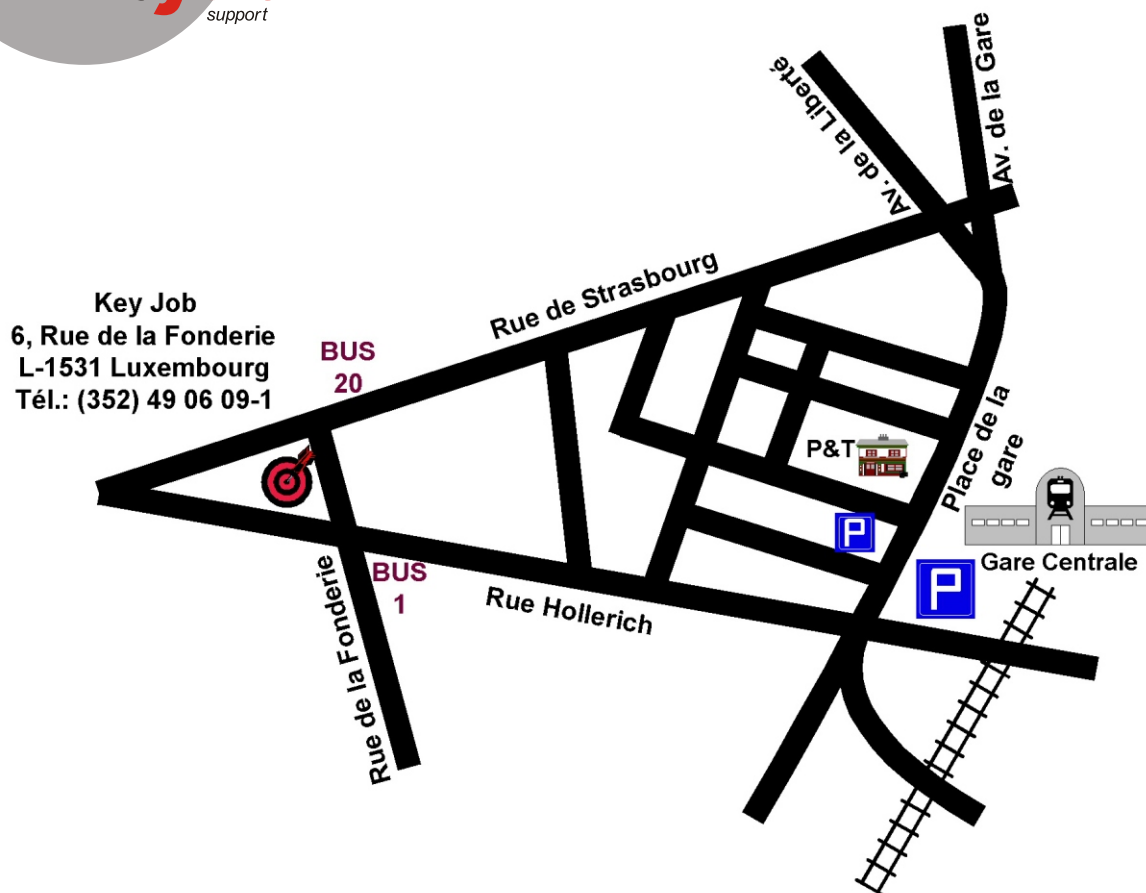 support
Av. de la Liberté
Av. de la Gare
Rue de Strasbourg
Key Job
6, Rue de la Fonderie
L-1531 Luxembourg
Tél.: (352) 49 06 09-1
BUS
20
P&T
Place de la
gare
P
P
Gare Centrale
BUS
1
Rue Hollerich
Rue de la Fonderie